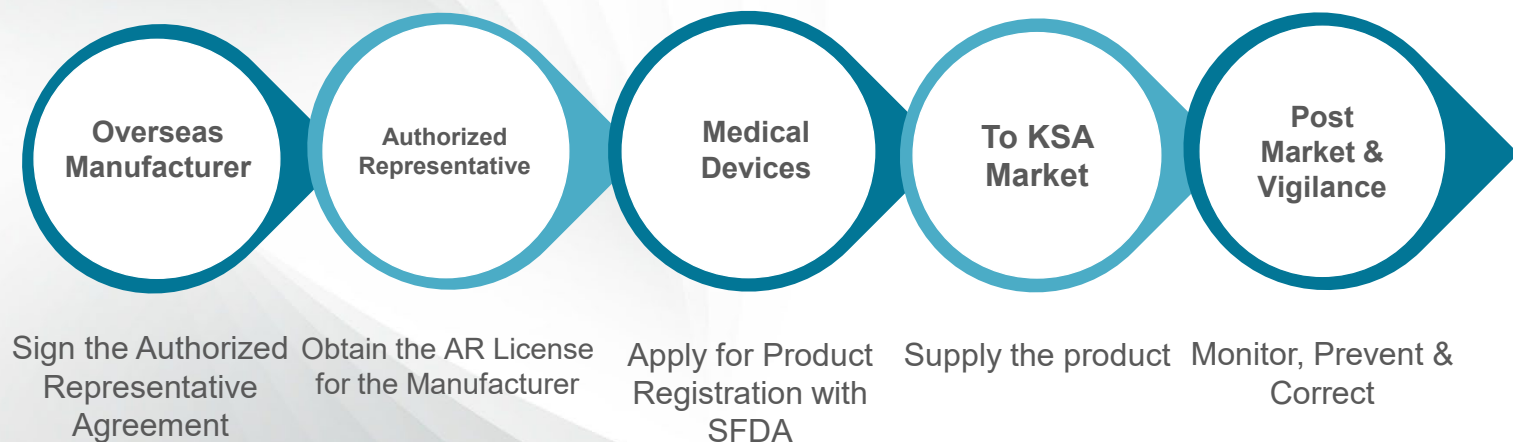 Overseas
Manufacturer
Authorized
Representative
Medical
Devices
To KSA
Market
Post
Market &
Vigilance
Sign the Authorized
Representative
Agreement
Obtain the AR License
for the Manufacturer
Apply for Product
Registration with
SFDA
Supply the product
Monitor, Prevent &
Correct